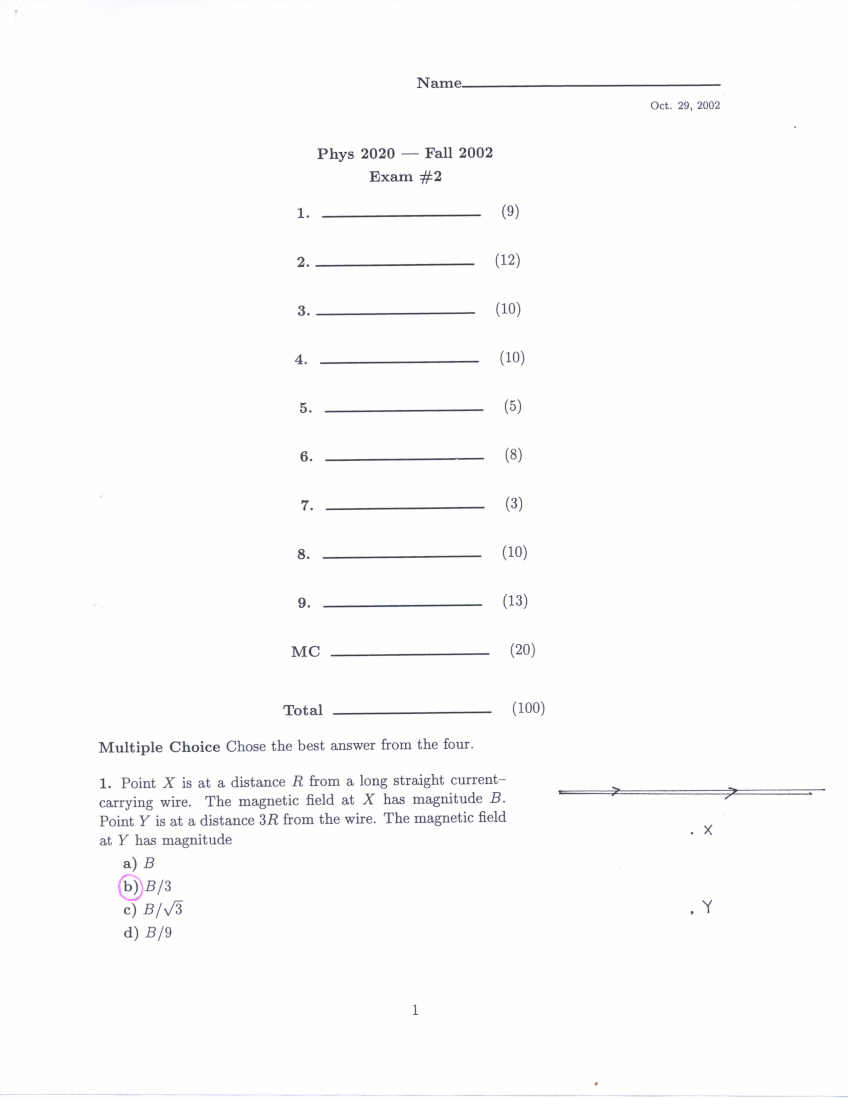 Name
Oct. 29, 2002
Phys 2020 — Fall 2002
Exam #2
1. (9)
2. (12)
3. (10)
4. (10)
5. (5)
6. (8)
7. (3)
8. (10)
9. (13)
MC (20)
Total (100)
Multiple Choice Chose the best answer from the four.
1. Point X is at a distance R from a long straight current–
carrying wire. The magnetic field at X has magnitude B.
Point Y is at a distance 3R from the wire. The magnetic field
at Y has magnitude
. X
a) B
b) B/3
c) B/√3
. Y
d) B/9
1